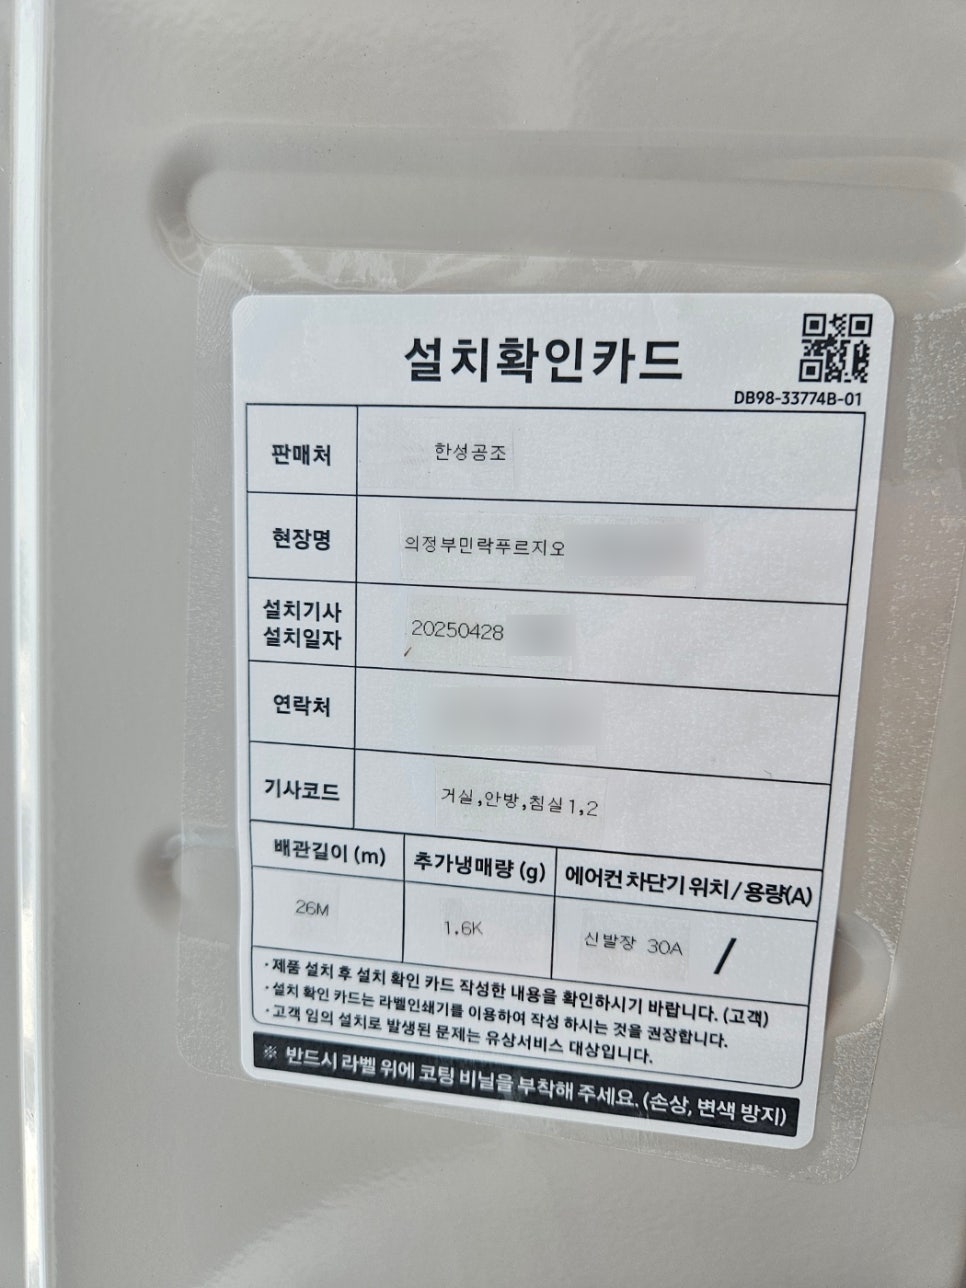 설치확인카드
DB98-33774B-01
판매처 한성공조
현장명 의정부민락푸르지오
설치기사
설치일자 20250428
연락처
기사코드 거실,안방,침실1,2
배관길이 (m) 추가냉매량 (g) 에어컨 차단기 위치 / 용량(A)
26M 1.6K 신발장 30A /
· 제품 설치 후 설치 확인 카드 작성한 내용을 확인하시기 바랍니다. (고객)
· 설치 확인 카드는 라벨인쇄기를 이용하여 작성 하시는 것을 권장합니다.
· 고객 임의 설치로 발생된 문제는 유상서비스 대상입니다.
※ 반드시 라벨 위에 코팅 비닐을 부착해 주세요. (손상, 변색 방지)